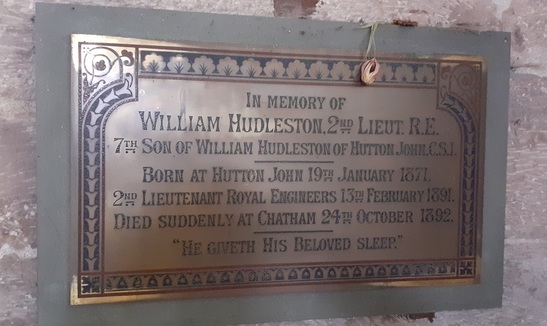 IN MEMORY OF
WILLIAM HUDLESTON, 2ND LIEUT. R.E.
7TH SON OF WILLIAM HUDLESTON OF HUTTON JOHN, C.S.I.
BORN AT HUTTON JOHN 19TH JANUARY 1871.
2ND LIEUTENANT ROYAL ENGINEERS 13TH FEBRUARY 1891.
DIED SUDDENLY AT CHATHAM 24TH OCTOBER 1892.
"HE GIVETH HIS BELOVED SLEEP."